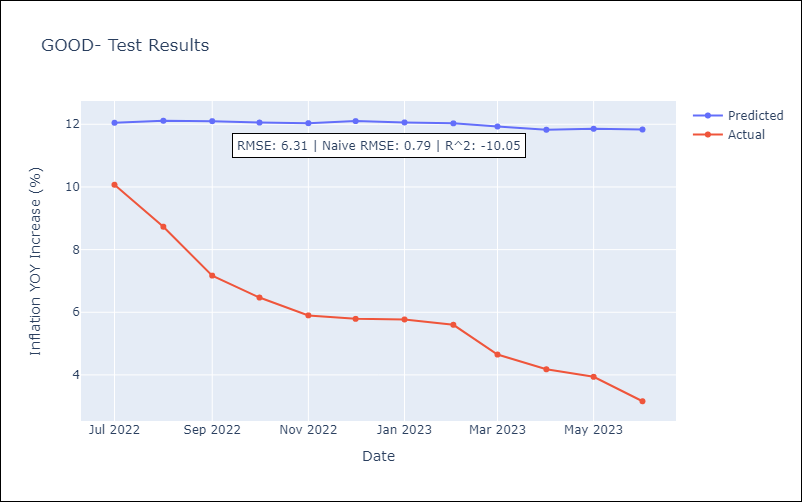 GOOD- Test Results
Predicted
Actual
RMSE: 6.31 | Naive RMSE: 0.79 | R^2: -10.05
12
10
8
6
4
Inflation YOY Increase (%)
Jul 2022
Sep 2022
Nov 2022
Jan 2023
Mar 2023
May 2023
Date